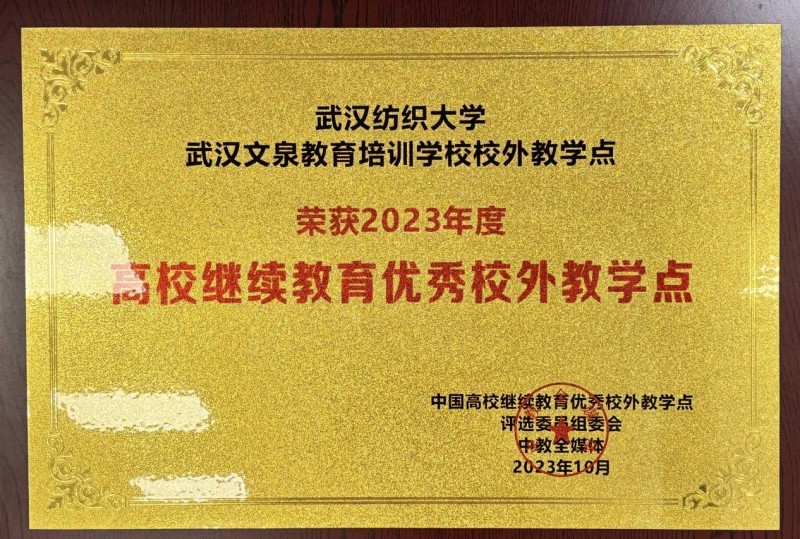 武汉纺织大学
武汉文泉教育培训学校校外教学点
荣获2023年度
高校继续教育优秀校外教学点
中国高校继续教育优秀校外教学点
评选委员组委会
中教全媒体
2023年10月